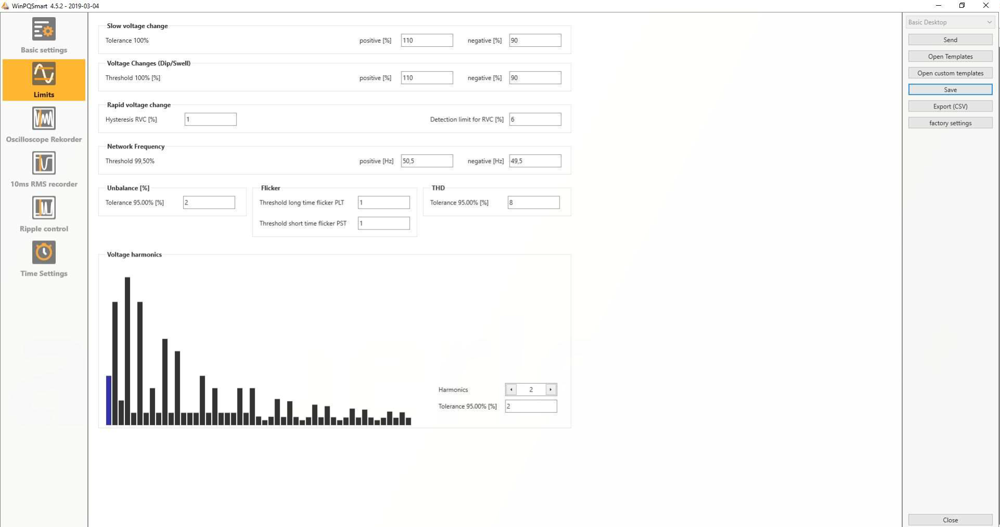 WinPQSmart 4.5.2 - 2019-03-04
Basic settings
Limits
Oscilloscope Rekorder
10ms RMS recorder
Ripple control
Time Settings
Slow voltage change
Tolerance 100% positive [%] 110 negative [%] 90
Voltage Changes (Dip/Swell)
Threshold 100% [%] positive [%] 110 negative [%] 90
Rapid voltage change
Hysteresis RVC [%] 1 Detection limit for RVC [%] 6
Network Frequency
Threshold 99,50% positive [Hz] 50,5 negative [Hz] 49,5
Unbalance [%]
Tolerance 95.00% [%] 2
Flicker
Threshold long time flicker PLT 1
Threshold short time flicker PST 1
THD
Tolerance 95.00% [%] 8
Voltage harmonics
Harmonics 2
Tolerance 95.00% [%] 2
Basic Desktop
Send
Open Templates
Open custom templates
Save
Export (CSV)
factory settings
Close